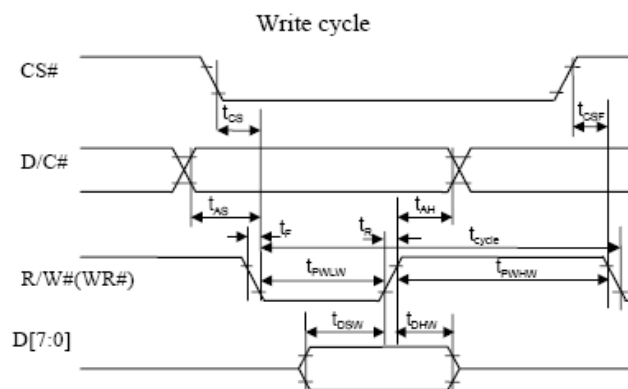 Write cycle
CS#
tCS
tCSF
D/C#
tAS
tF
tR
tAH
tcycle
R/W#(WR#)
tPWLW
tPWHW
D[7:0]
tDSW
tDHW